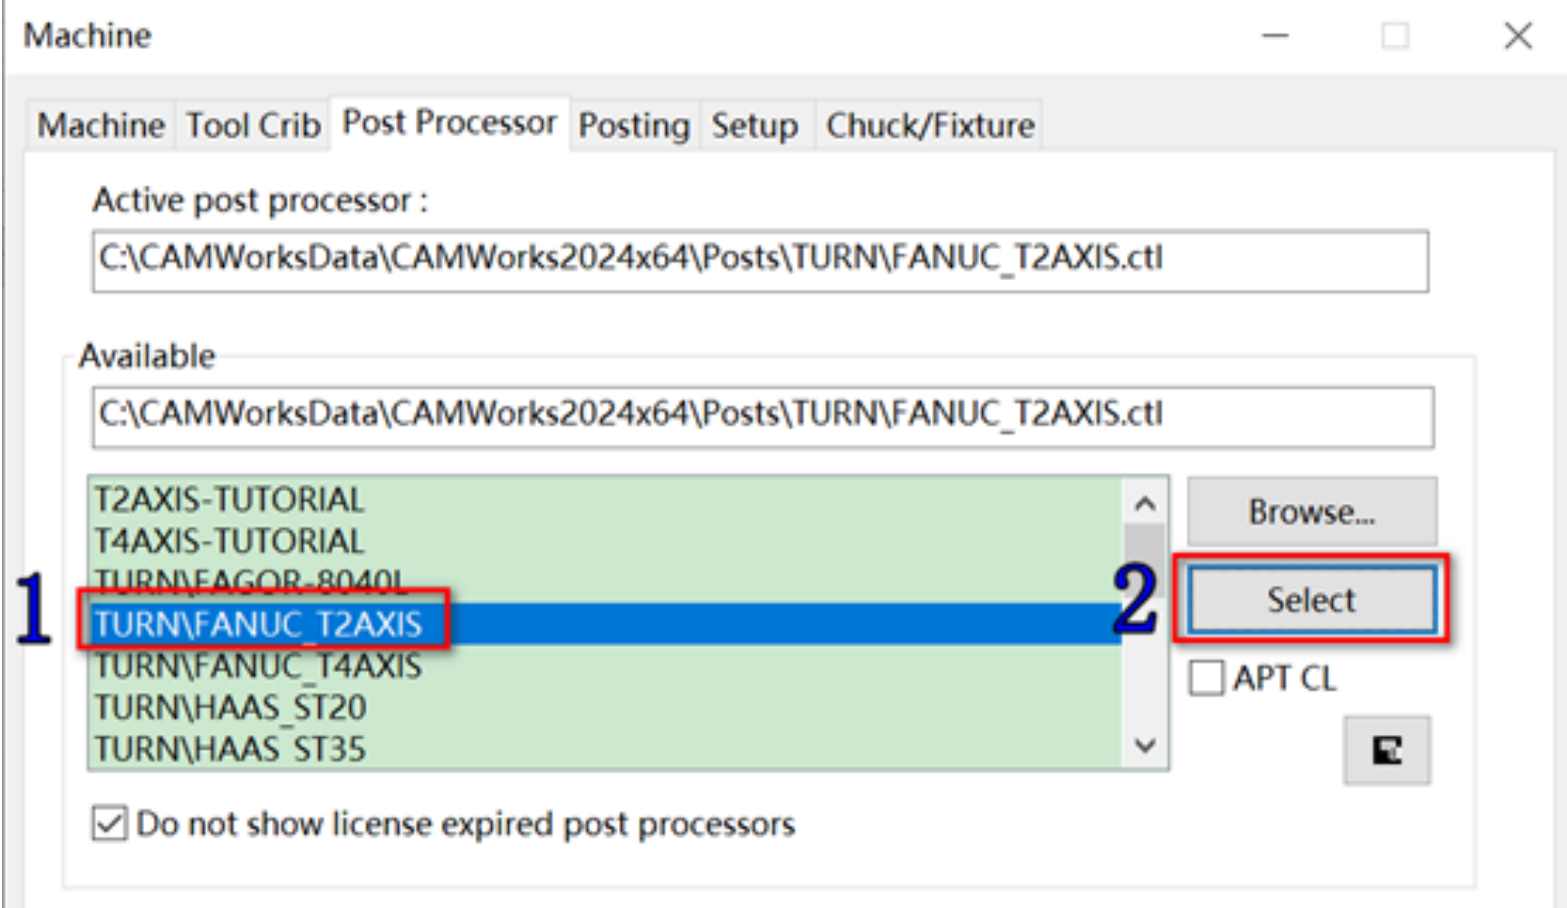 Machine
Machine Tool Crib Post Processor Posting Setup Chuck/Fixture
Active post processor :
C:\CAMWorksData\CAMWorks2024x64\Posts\TURN\FANUC_T2AXIS.ctl
Available
C:\CAMWorksData\CAMWorks2024x64\Posts\TURN\FANUC_T2AXIS.ctl
T2AXIS-TUTORIAL
T4AXIS-TUTORIAL
TURN\FAGOR-8040L
1
TURN\FANUC_T2AXIS
TURN\FANUC_T4AXIS
TURN\HAAS_ST20
TURN\HAAS_ST35
Browse...
2
Select
APT CL
Do not show license expired post processors